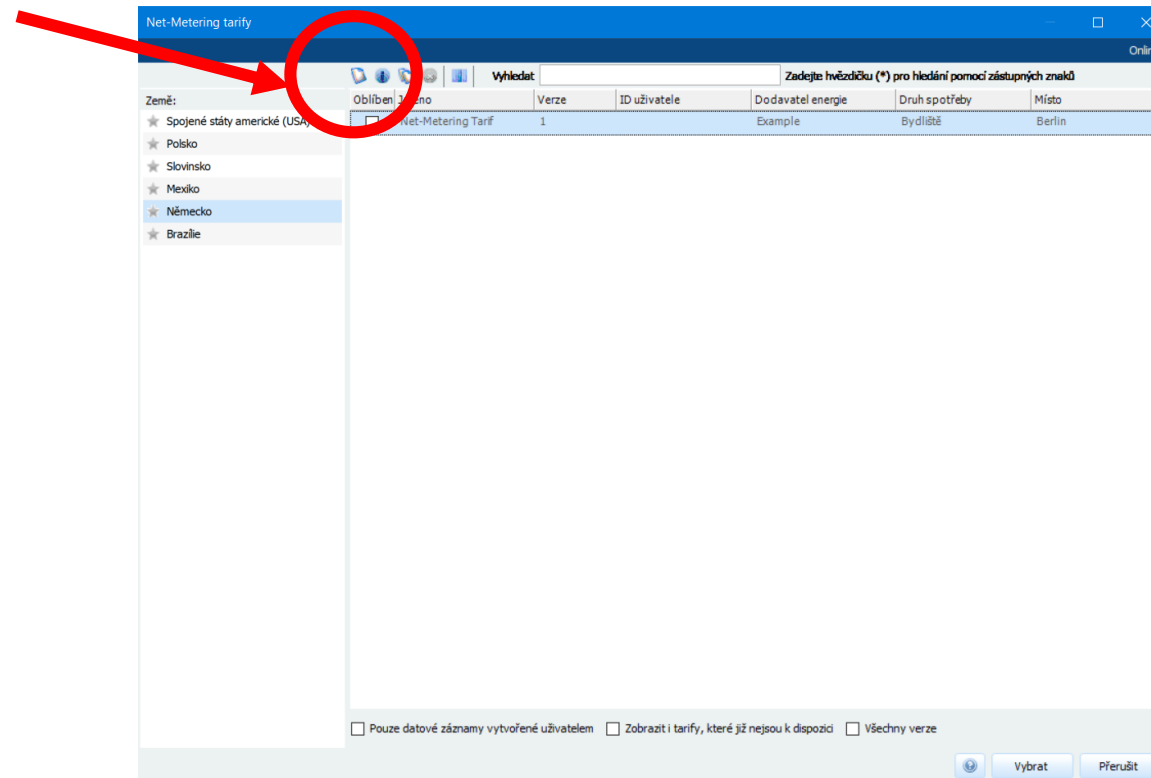 Net-Metering tarify
Vyhledat Zadejte hvězdičku (*) pro hledání pomocí zástupných znaků
Země:
Spojené státy americké (USA)
Polsko
Slovinsko
Mexiko
Německo
Brazílie
Oblíben Verze ID uživatele Dodavatel energie Druh spotřeby Místo
Net-Metering Tarif 1 Example Bydliště Berlin
Pouze datové záznamy vytvořené uživatelem Zobrazit i tarify, které již nejsou k dispozici Všechny verze
Vybrat Přerušit